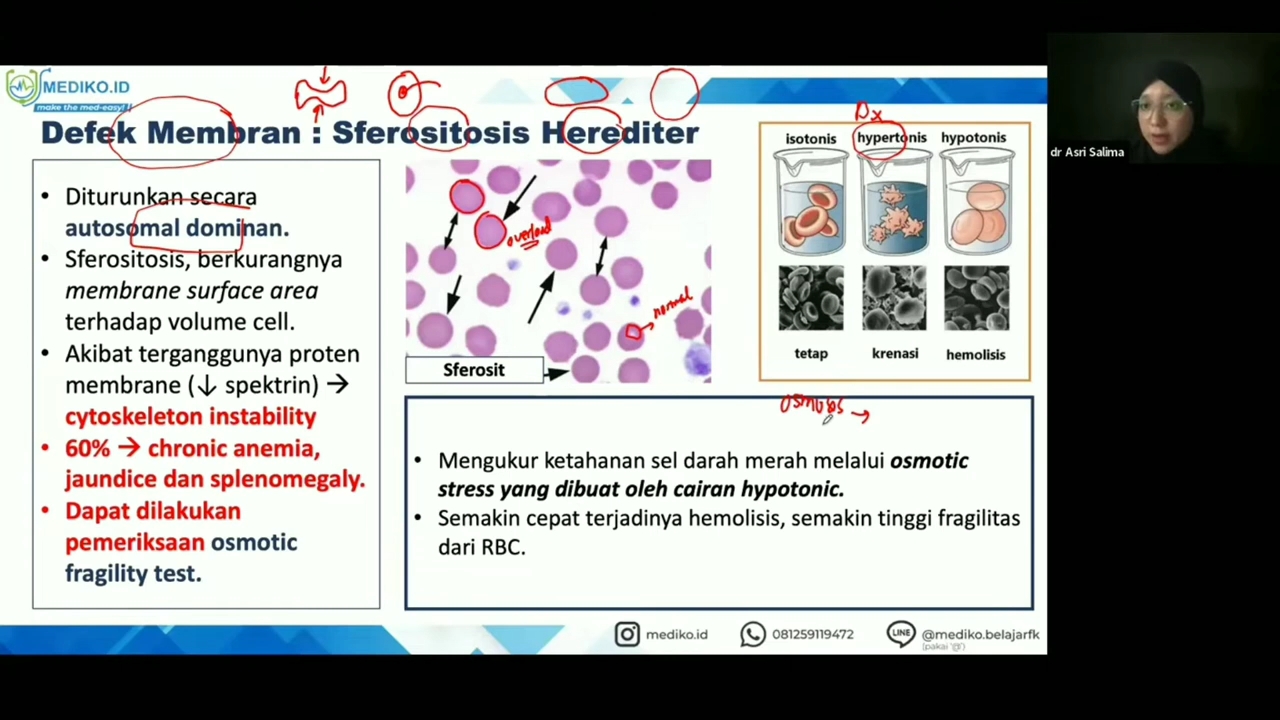 MEDIKO.ID
make the med-easy!!
Defek Membran : Sferositosis Herediter
Diturunkan secara
autosomal dominan.
Sferositosis, berkurangnya
membrane surface area
terhadap volume cell.
Akibat terganggunya proten
membrane (↓ spektrin) →
cytoskeleton instability
60% → chronic anemia,
jaundice dan splenomegaly.
Dapat dilakukan
pemeriksaan osmotic
fragility test.
overload
normal
Sferosit
Dx
isotonis hypertonis hypotonis
tetap krenasi hemolisis
osmosis →
Mengukur ketahanan sel darah merah melalui osmotic
stress yang dibuat oleh cairan hypotonic.
Semakin cepat terjadinya hemolisis, semakin tinggi fragilitas
dari RBC.
mediko.id
081259119472
LINE
@mediko.belajarfk
(pakai '@')
dr Asri Salima